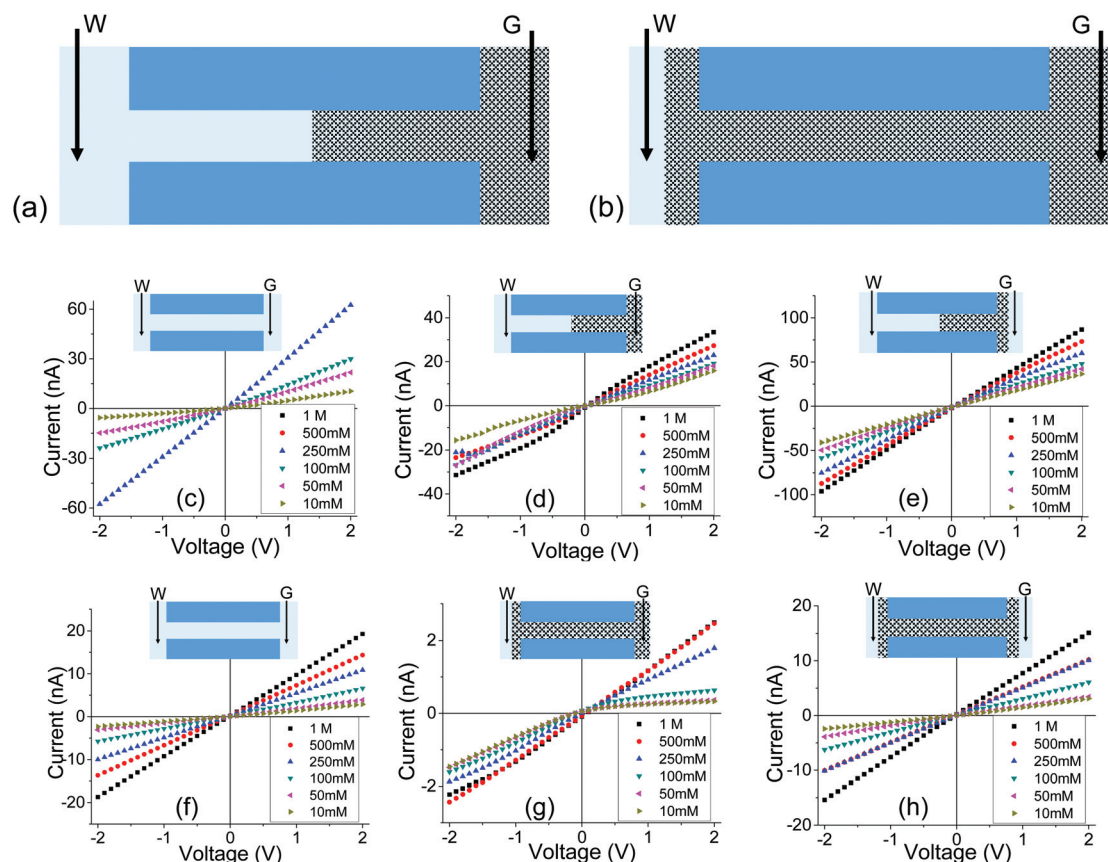 W G
(a)
W G
(b)
W G
Current (nA)
60
30
0
-30
-60
-2 -1 0 1 2
Voltage (V)
(c)
1 M
500mM
250mM
100mM
50mM
10mM
W G
Current (nA)
40
20
0
-20
-40
-2 -1 0 1 2
Voltage (V)
(d)
1 M
500mM
250mM
100mM
50mM
10mM
W G
Current (nA)
100
50
0
-50
-100
-2 -1 0 1 2
Voltage (V)
(e)
1 M
500mM
250mM
100mM
50mM
10mM
W G
Current (nA)
20
10
0
-10
-20
-2 -1 0 1 2
Voltage (V)
(f)
1 M
500mM
250mM
100mM
50mM
10mM
W G
Current (nA)
2
0
-2
-2 -1 0 1 2
Voltage (V)
(g)
1 M
500mM
250mM
100mM
50mM
10mM
W G
Current (nA)
20
10
0
-10
-20
-2 -1 0 1 2
Voltage (V)
(h)
1 M
500mM
250mM
100mM
50mM
10mM